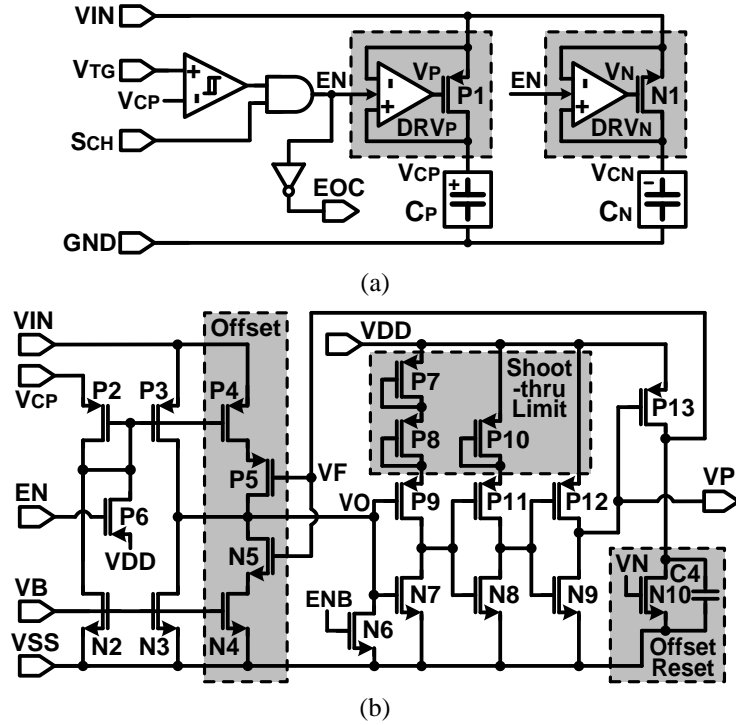 VIN
VTG
VCP
SCH
EN
VP
P1
DRVP
EN
VN
N1
DRVN
EOC
VCP
CP
VCN
CN
GND
+
-
-
+
-
+
+
-
(a)
VIN
Offset
VDD
VCP
P2
P3
P4
P7
Shoot
-thru
Limit
P8
P10
P13
P5
VF
EN
P6
VDD
VO
P9
P11
P12
VP
N5
VB
ENB
N7
N8
N9
VN
C4
N10
VSS
N2
N3
N4
N6
Offset
Reset
(b)